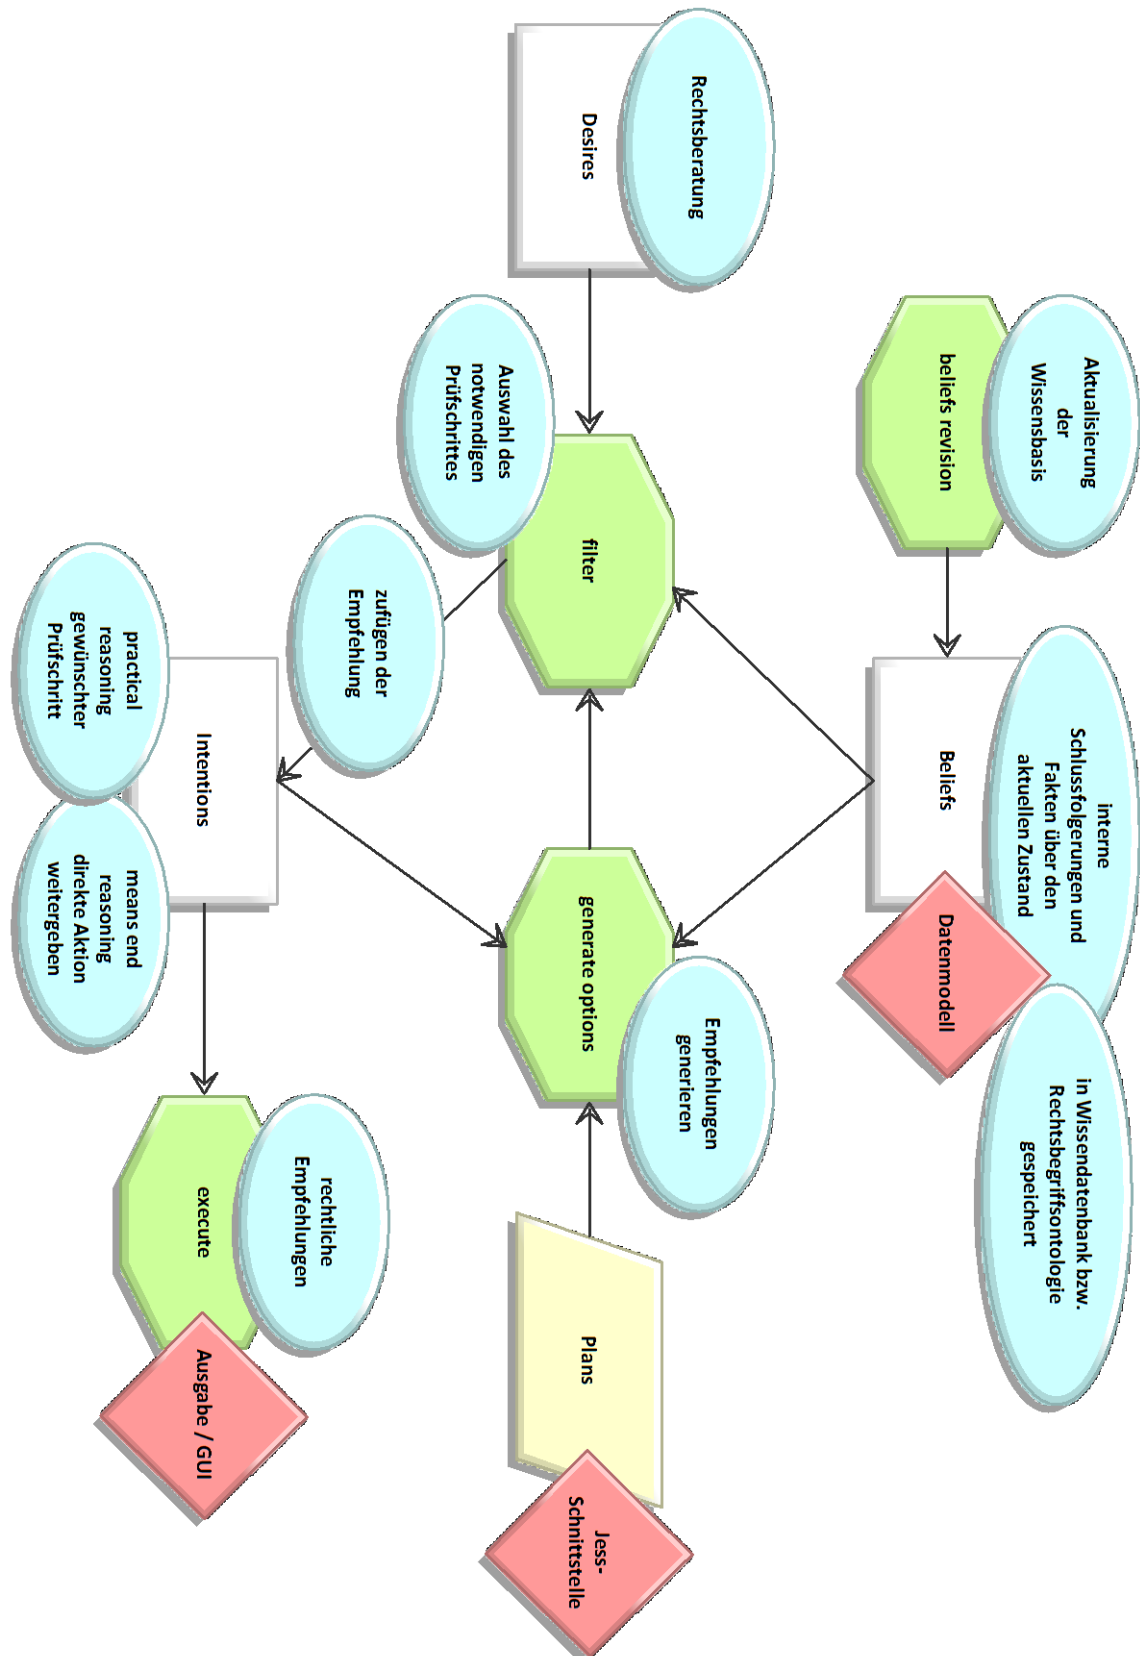 Aktualisierung
der
Wissensbasis
beliefs revision
interne
Schlussfolgerungen und
Fakten über den
aktuellen Zustand
Beliefs
Datenmodell
in Wissendatenbank bzw.
Rechtsbegriffsontologie
gespeichert
Rechtsberatung
Desires
Auswahl des
notwendigen
Prüfschrittes
filter
Empfehlungen
generieren
generate options
Plans
Jess-
Schnittstelle
zufügen der
Empfehlung
Intentions
practical
reasoning
gewünschter
Prüfschritt
means end
reasoning
direkte Aktion
weitergeben
rechtliche
Empfehlungen
execute
Ausgabe / GUI